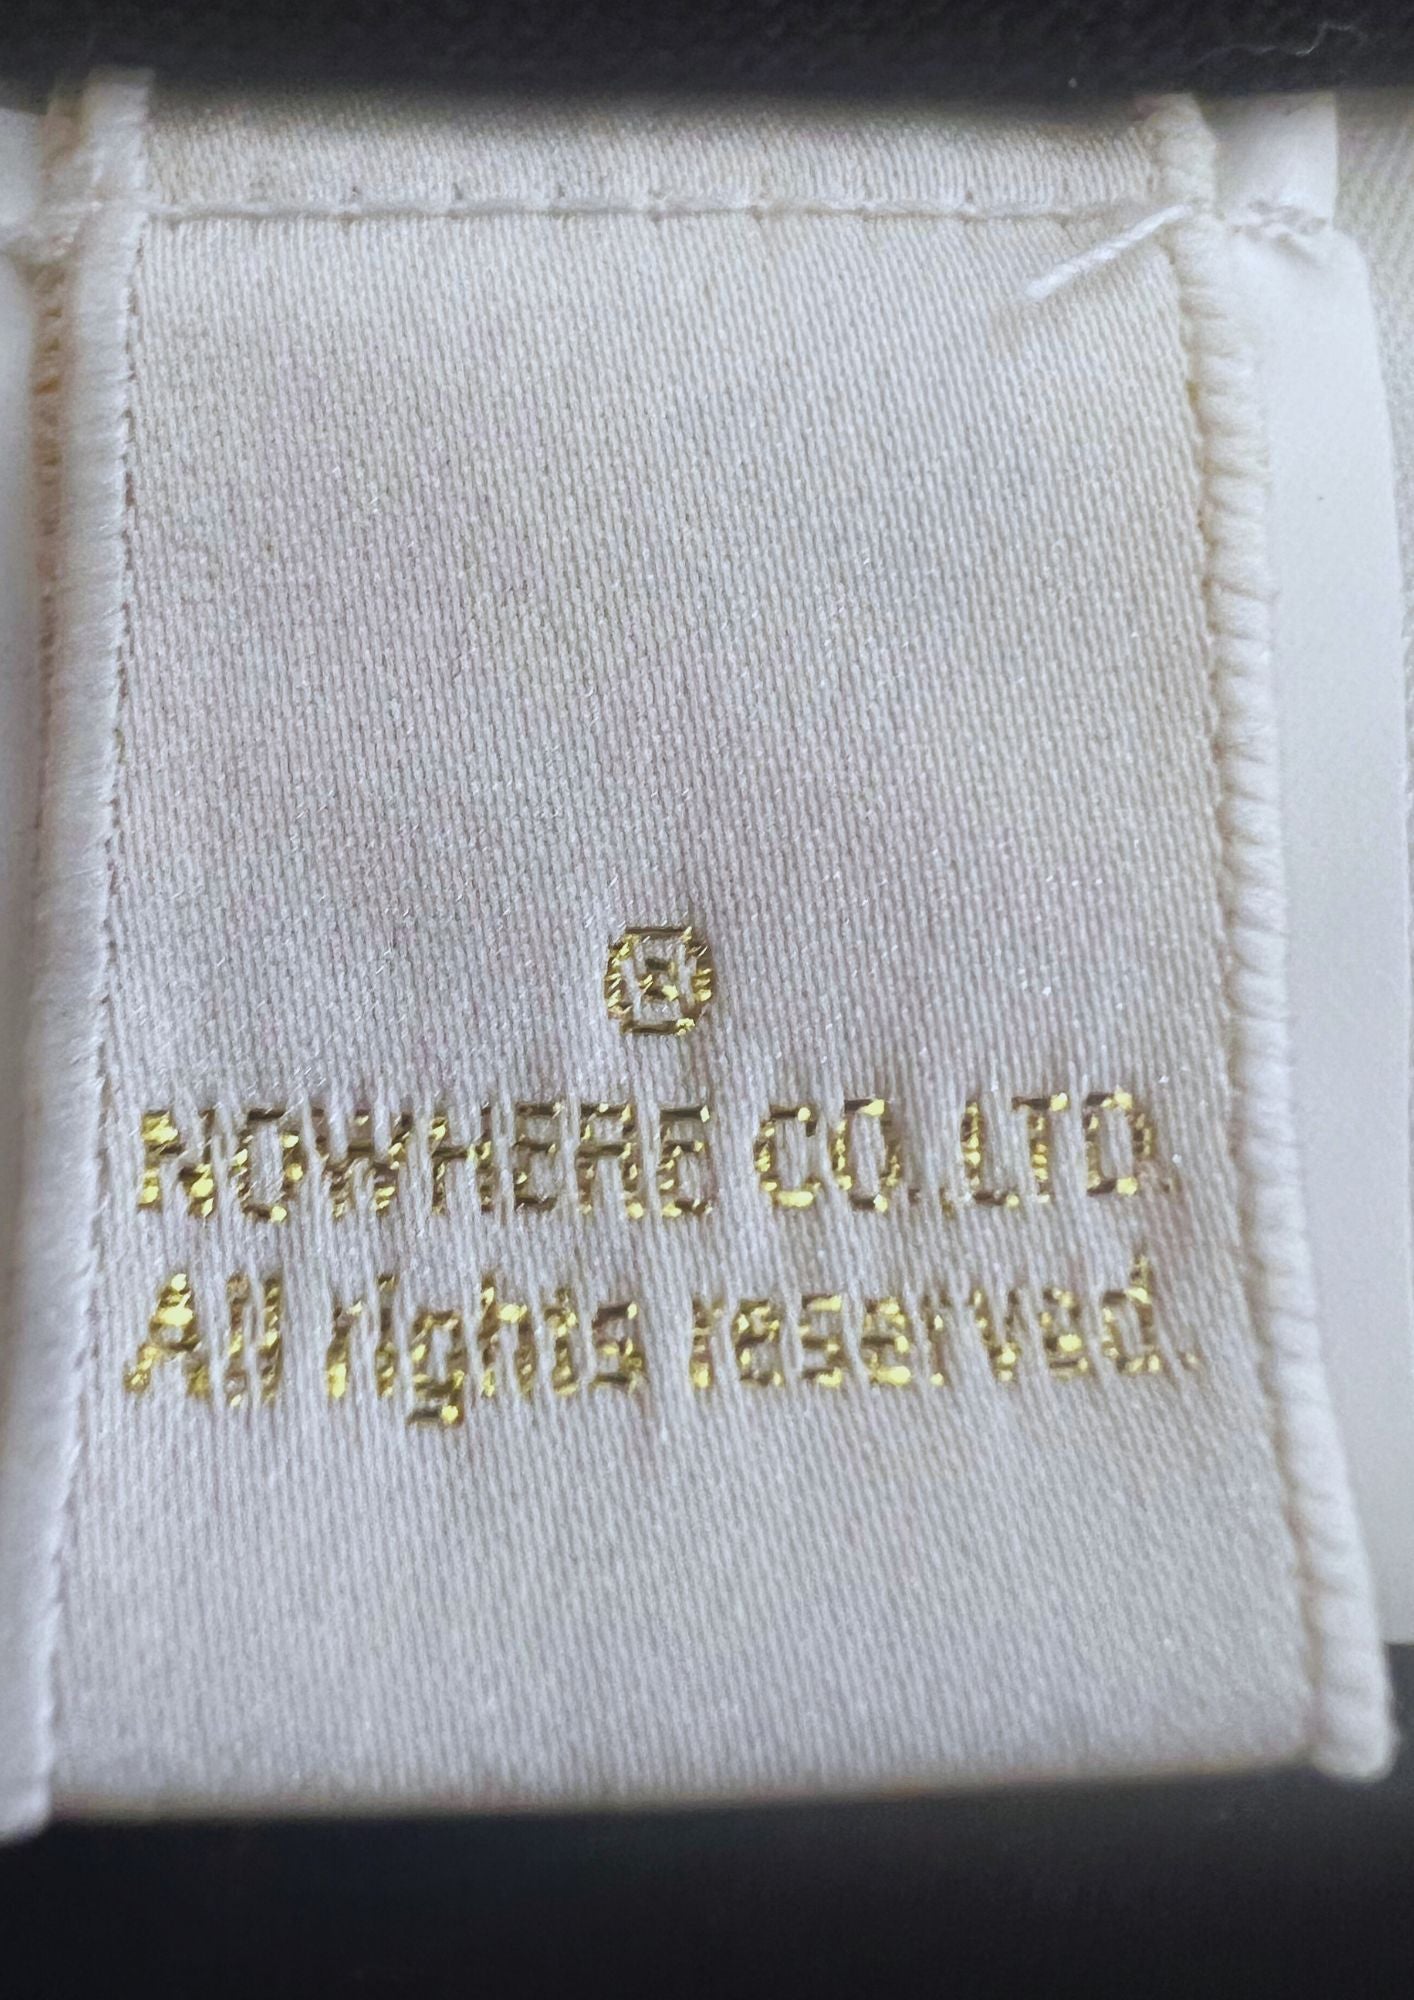 ©
NOWHERE CO.,LTD.
All rights reserved.